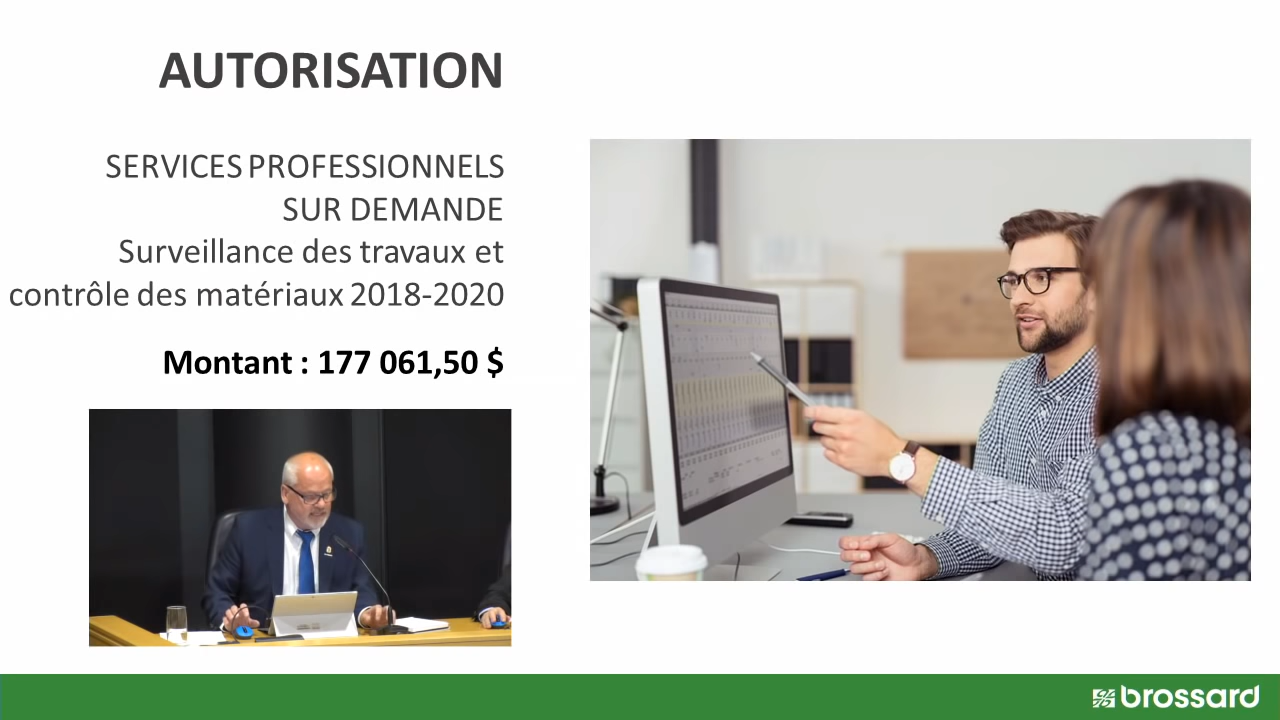 AUTORISATION
SERVICES PROFESSIONNELS
SUR DEMANDE
Surveillance des travaux et
contrôle des matériaux 2018-2020
Montant : 177 061,50 $
brossard